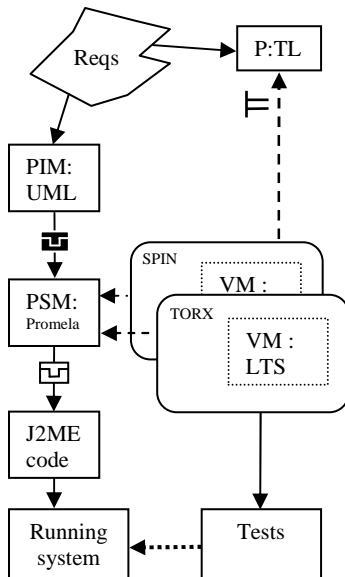 Reqs
P:TL
PIM:
UML
SPIN
VM :
PSM:
Promela
TORX
VM :
LTS
J2ME
code
Running
system
Tests